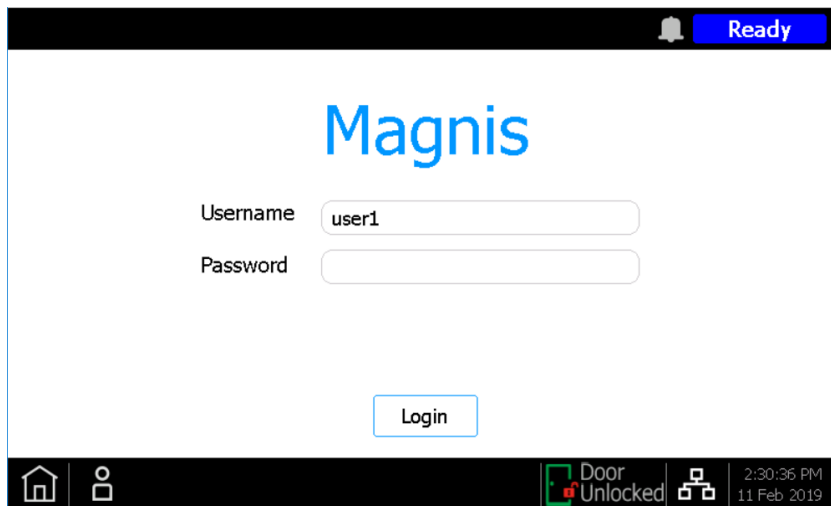 Ready
Magnis
Username
user1
Password
Login
Door
Unlocked
2:30:36 PM
11 Feb 2019